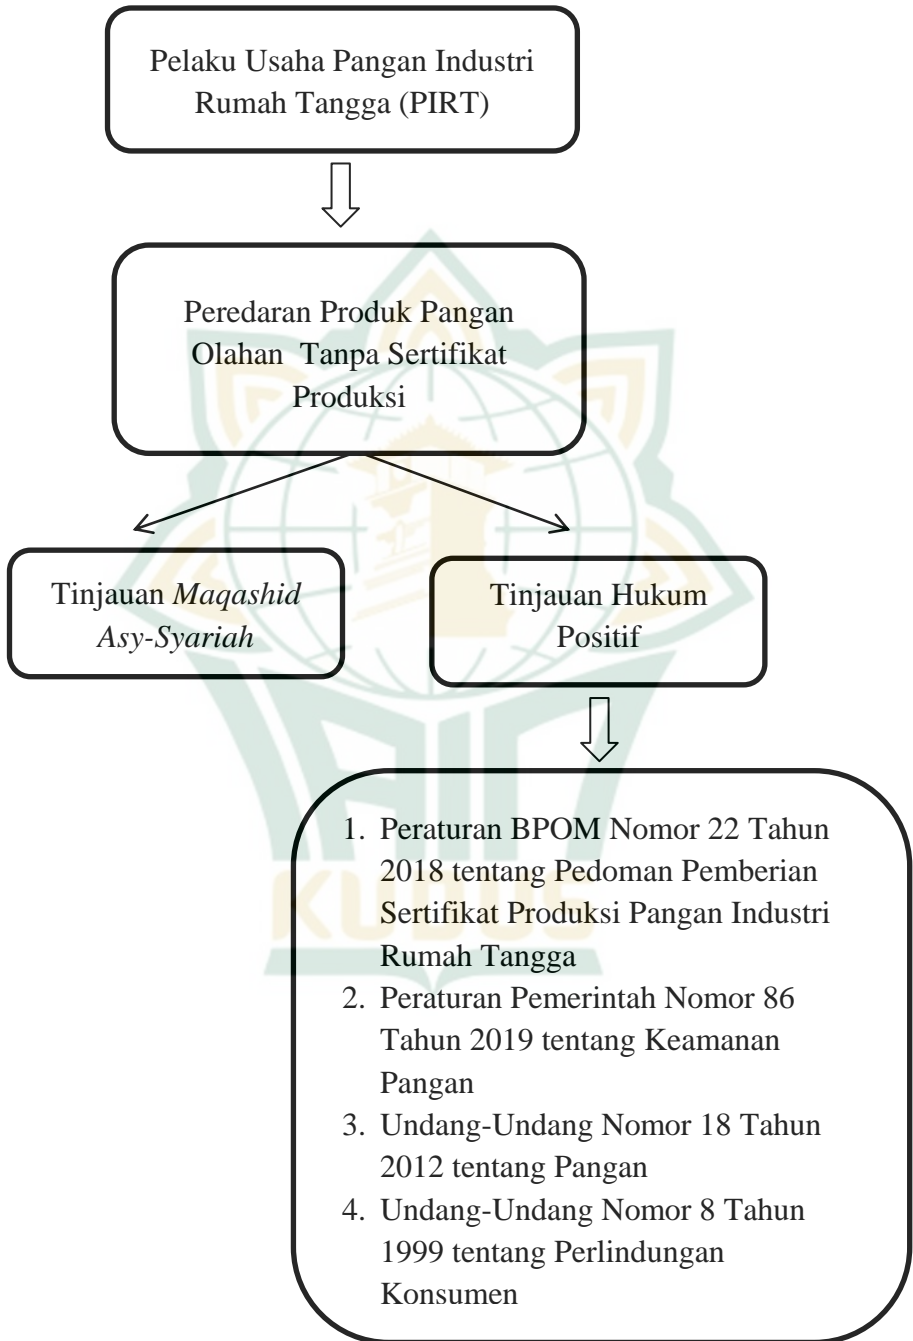 Pelaku Usaha Pangan Industri
Rumah Tangga (PIRT)
Peredaran Produk Pangan
Olahan Tanpa Sertifikat
Produksi
Tinjauan Maqashid
Asy-Syariah
Tinjauan Hukum
Positif
1. Peraturan BPOM Nomor 22 Tahun
2018 tentang Pedoman Pemberian
Sertifikat Produksi Pangan Industri
Rumah Tangga
2. Peraturan Pemerintah Nomor 86
Tahun 2019 tentang Keamanan
Pangan
3. Undang-Undang Nomor 18 Tahun
2012 tentang Pangan
4. Undang-Undang Nomor 8 Tahun
1999 tentang Perlindungan
Konsumen
IAIN
KUDUS